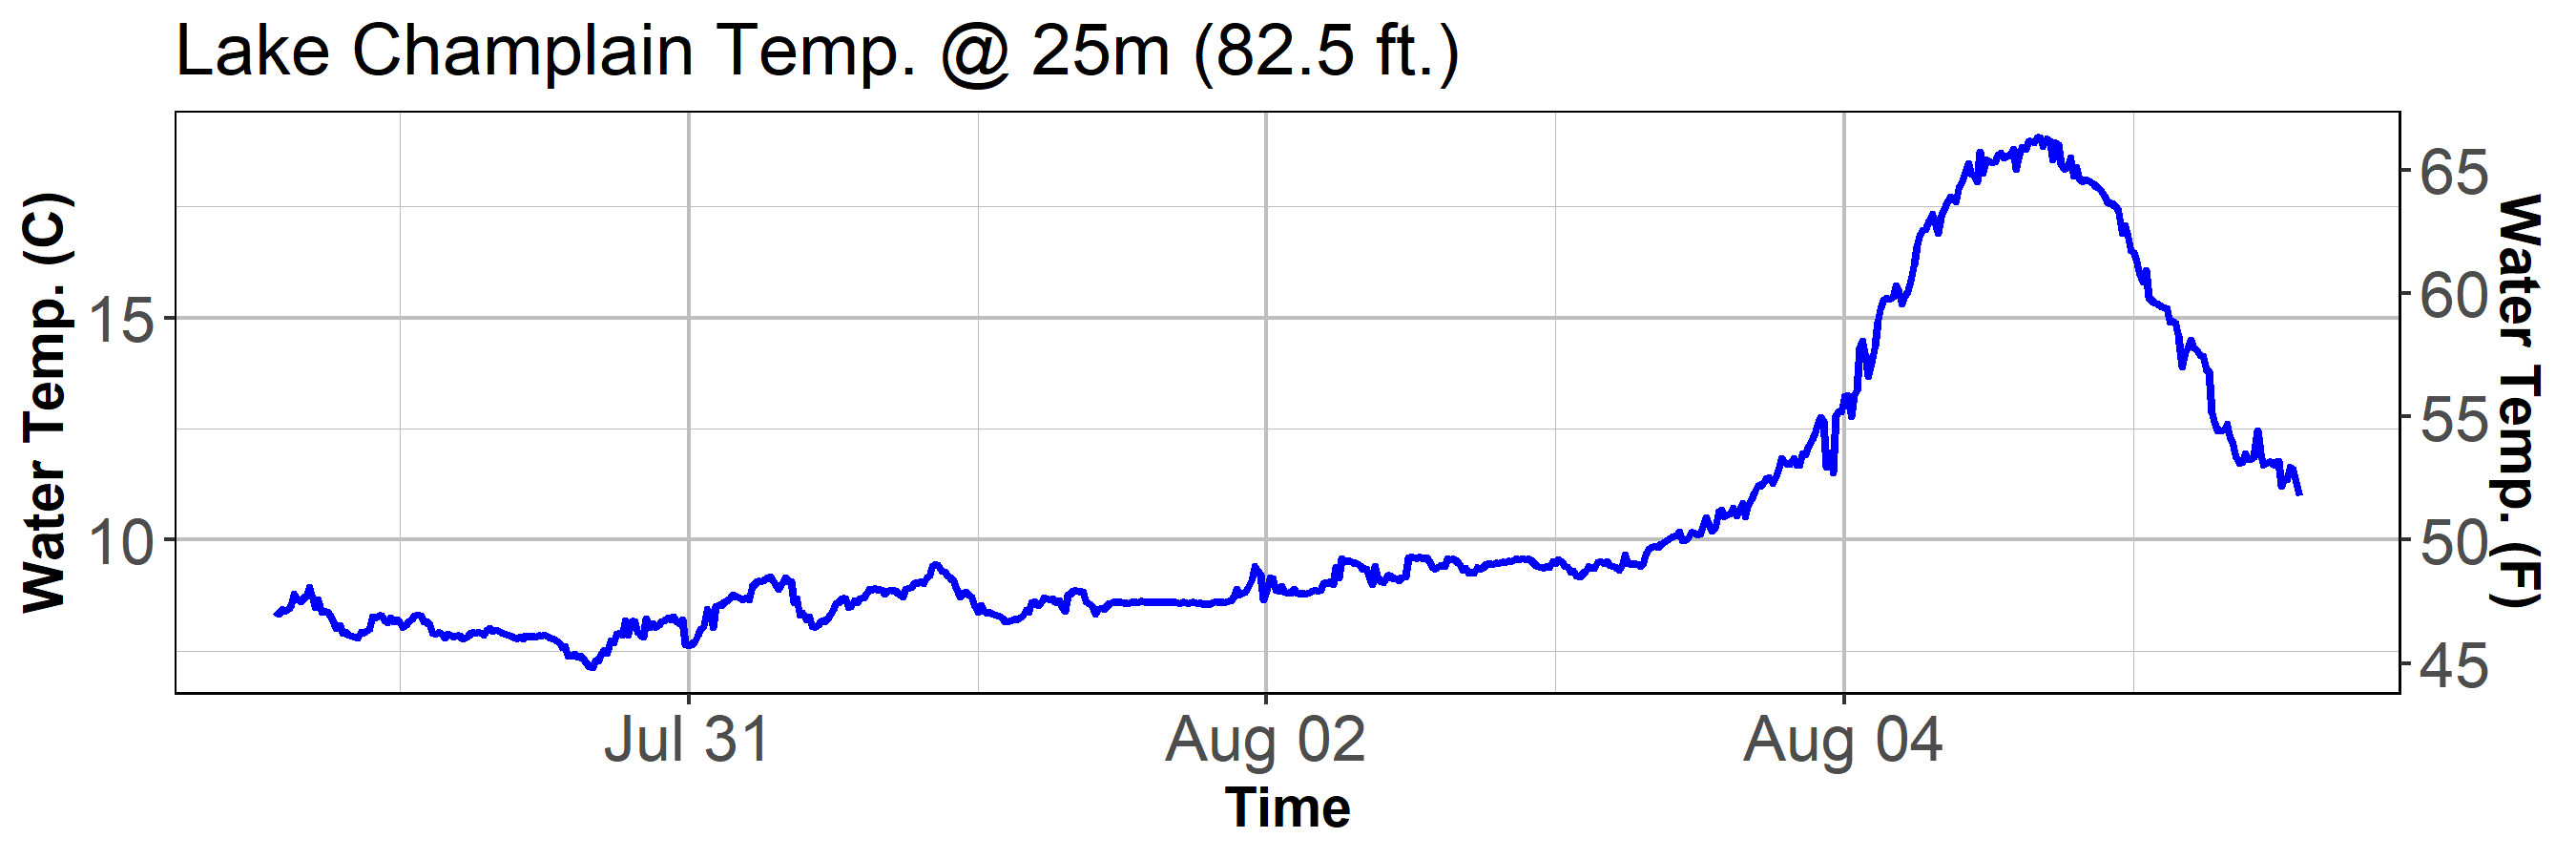 Lake Champlain Temp. @ 25m (82.5 ft.)
Water Temp. (C)
15
10
65
60
55
50
45
Water Temp. (F)
Jul 31
Aug 02
Aug 04
Time